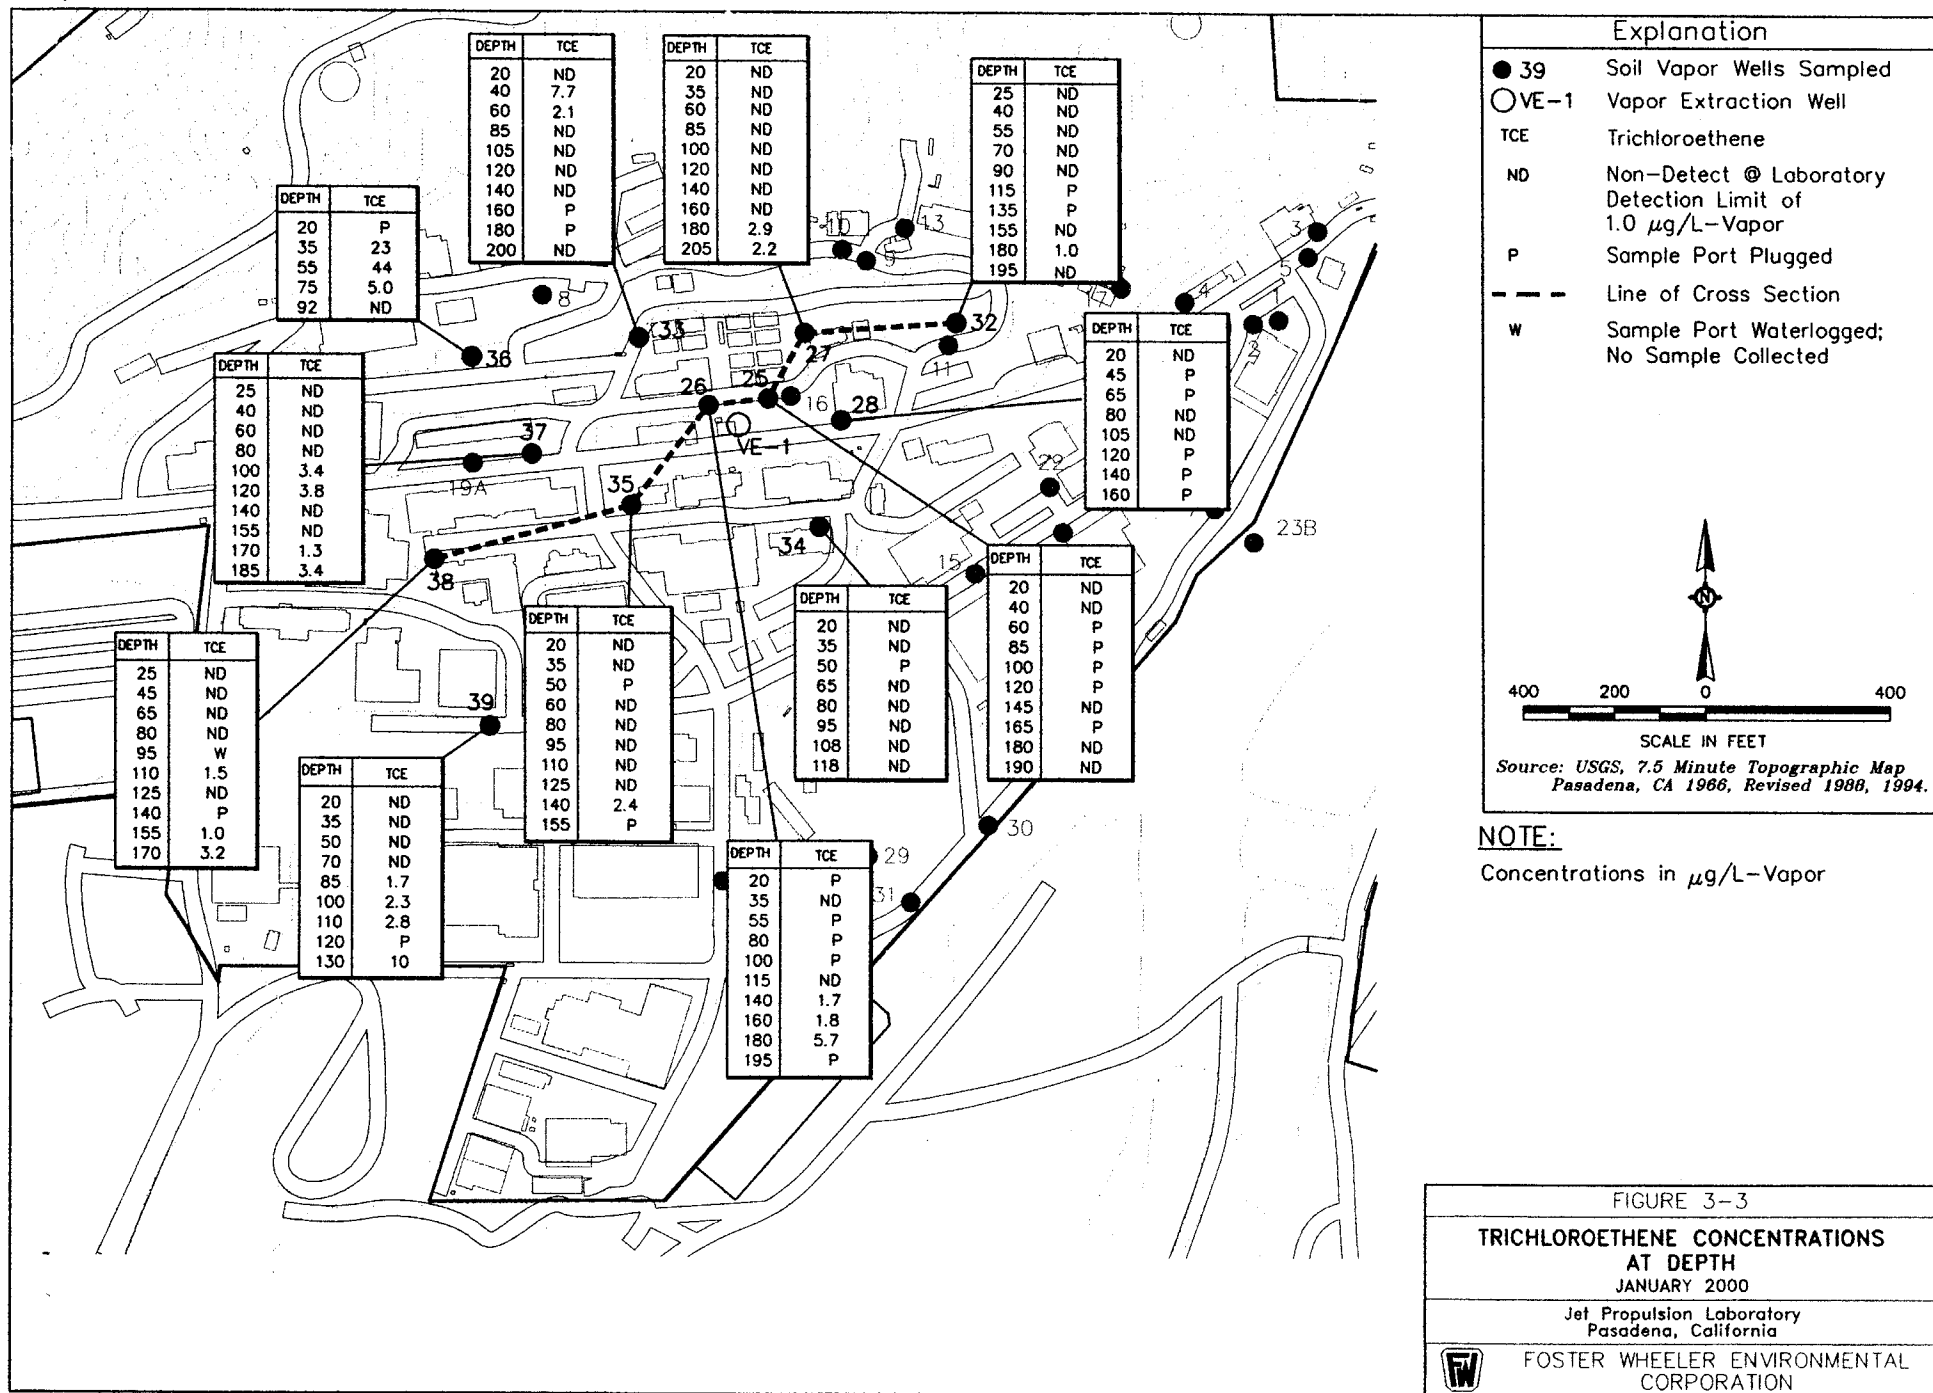 DEPTH TCE
20 ND
40 7.7
60 2.1
85 ND
105 ND
120 ND
140 ND
160 P
180 P
200 ND
DEPTH TCE
20 ND
35 ND
60 ND
85 ND
100 ND
120 ND
140 ND
160 ND
180 2.9
205 2.2
DEPTH TCE
25 ND
40 ND
55 ND
70 ND
90 ND
115 P
135 P
155 ND
180 1.0
195 ND
DEPTH TCE
20 P
35 23
55 44
75 5.0
92 ND
DEPTH TCE
20 ND
45 P
65 P
80 ND
105 ND
120 P
140 P
160 P
DEPTH TCE
25 ND
40 ND
60 ND
80 ND
100 3.4
120 3.8
140 ND
155 ND
170 1.3
185 3.4
DEPTH TCE
25 ND
45 ND
65 ND
80 ND
95 W
110 1.5
125 ND
140 P
155 1.0
170 3.2
DEPTH TCE
20 ND
35 ND
50 ND
70 ND
85 1.7
100 2.3
110 2.8
120 P
130 10
DEPTH TCE
20 ND
35 ND
50 P
60 ND
80 ND
95 ND
110 ND
125 ND
140 2.4
155 P
DEPTH TCE
20 ND
35 ND
50 P
65 ND
80 ND
95 ND
108 ND
118 ND
DEPTH TCE
20 ND
40 ND
60 P
85 P
100 P
120 P
145 ND
165 P
180 ND
190 ND
DEPTH TCE
20 P
35 ND
55 P
80 P
100 P
115 ND
140 1.7
160 1.8
180 5.7
195 P
10
13
9
3
5
8
17
4
1
2
33
32
27
11
36
26
25
16
28
VE-1
37
19A
35
22
34
23B
15
38
39
30
29
31
Explanation
39 Soil Vapor Wells Sampled
VE-1 Vapor Extraction Well
TCE Trichloroethene
ND Non-Detect @ Laboratory
Detection Limit of
1.0 µg/L-Vapor
P Sample Port Plugged
Line of Cross Section
W Sample Port Waterlogged;
No Sample Collected
N
400 200 0 400
SCALE IN FEET
Source: USGS, 7.5 Minute Topographic Map
Pasadena, CA 1966, Revised 1988, 1994.
NOTE:
Concentrations in µg/L-Vapor
FIGURE 3-3
TRICHLOROETHENE CONCENTRATIONS
AT DEPTH
JANUARY 2000
Jet Propulsion Laboratory
Pasadena, California
FW
FOSTER WHEELER ENVIRONMENTAL
CORPORATION